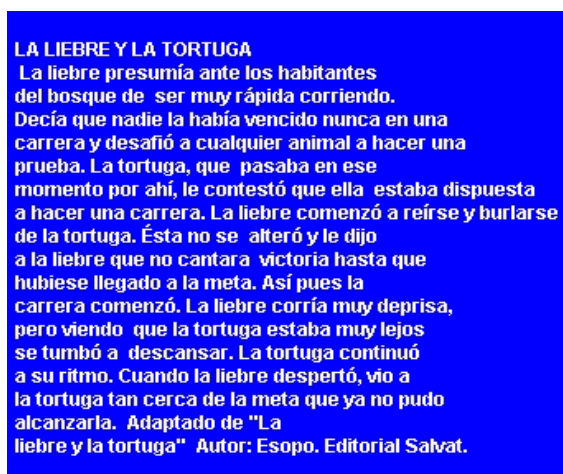 LA LIEBRE Y LA TORTUGA
La liebre presumía ante los habitantes
del bosque de  ser muy rápida corriendo.
Decía que nadie la había vencido nunca en una
carrera y desafió a cualquier animal a hacer una
prueba. La tortuga, que  pasaba en ese
momento por ahí, le contestó que ella  estaba dispuesta
a hacer una carrera. La liebre comenzó a reírse y burlarse
de la tortuga. Ésta no se  alteró y le dijo
a la liebre que no cantara  victoria hasta que
hubiese llegado a la meta. Así pues la
carrera comenzó. La liebre corría muy deprisa,
pero viendo  que la tortuga estaba muy lejos
se tumbó a  descansar. La tortuga continuó
a su ritmo. Cuando la liebre despertó, vio a
la tortuga tan cerca de la meta que ya no pudo
alcanzarla.  Adaptado de "La
liebre y la tortuga"  Autor: Esopo. Editorial Salvat.